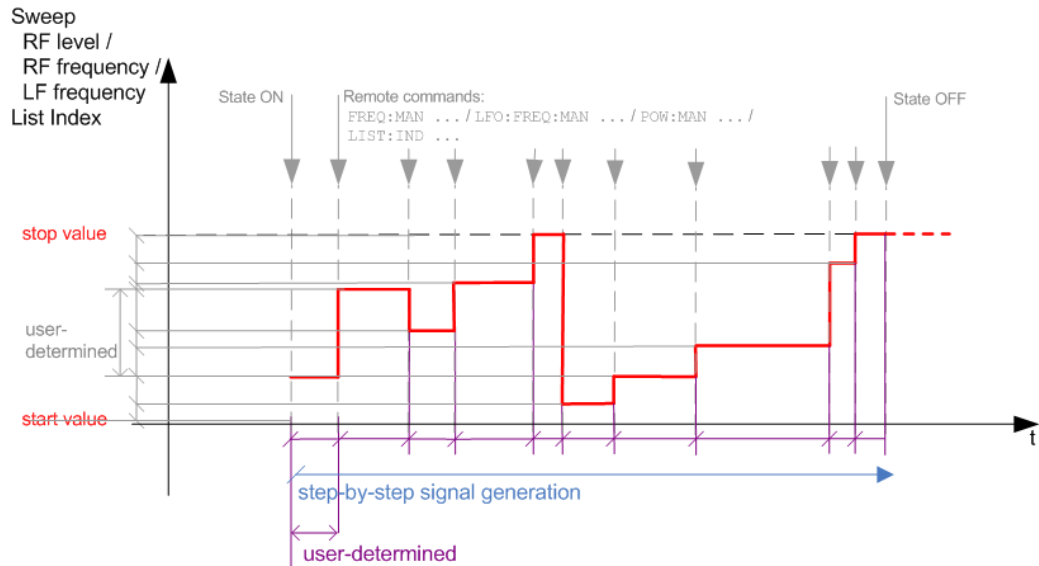 Sweep
RF level /
RF frequency /
LF frequency
List Index
State ON
Remote commands:
FREQ:MAN ... / LFO:FREQ:MAN ... / POW:MAN ... /
LIST:IND ...
State OFF
stop value
user-
determined
start value
t
step-by-step signal generation
user-determined